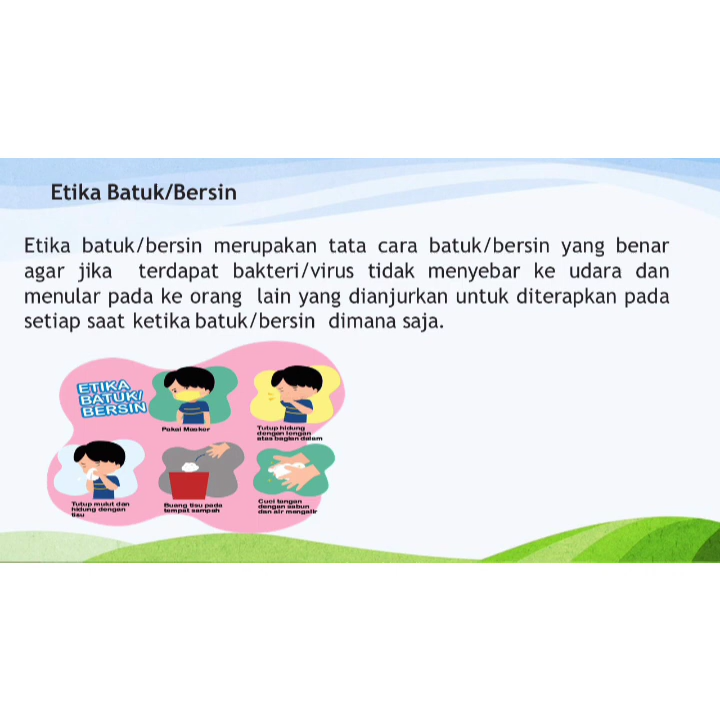 Etika Batuk/Bersin
Etika batuk/bersin merupakan tata cara batuk/bersin yang benar
agar jika terdapat bakteri/virus tidak menyebar ke udara dan
menular pada ke orang lain yang dianjurkan untuk diterapkan pada
setiap saat ketika batuk/bersin dimana saja.
ETIKA
BATUK/
BERSIN
Pakai Masker
Tutup hidung
dengan lengan
atas bagian dalam
Tutup mulut dan
hidung dengan
tisu
Buang tisu pada
tempat sampah
Cuci tangan
dengan sabun
dan air mengalir